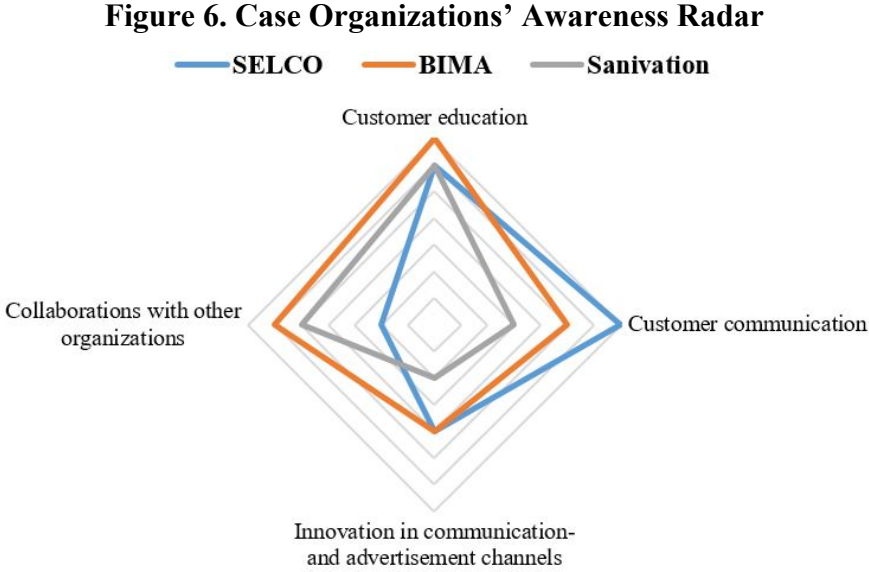 Figure 6. Case Organizations’ Awareness Radar
SELCO BIMA Sanivation
Customer education
Collaborations with other
organizations
Customer communication
Innovation in communication-
and advertisement channels